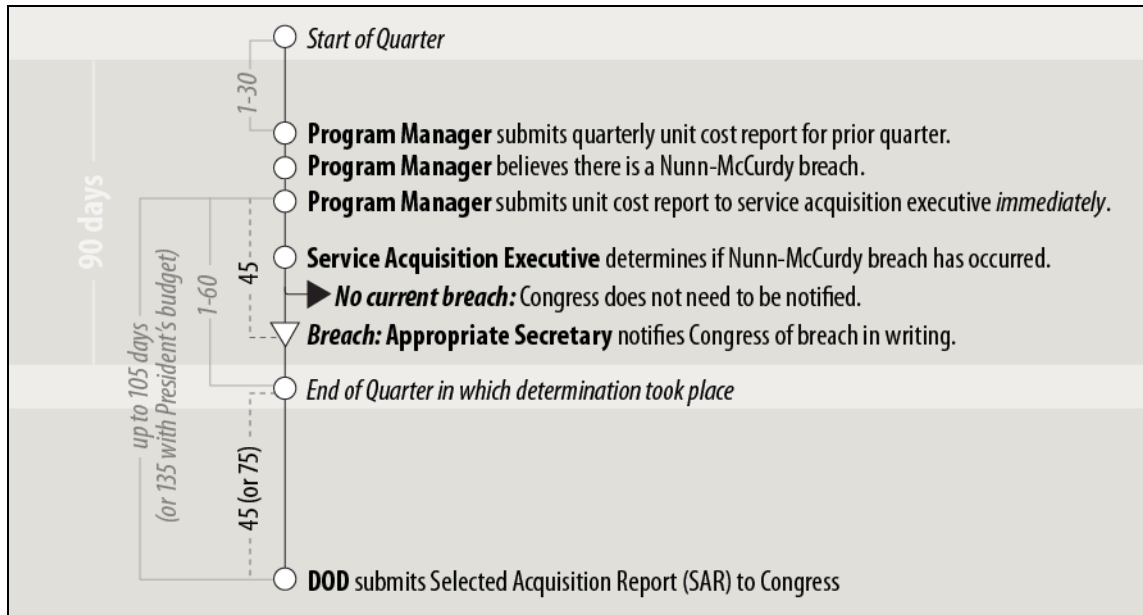 Start of Quarter
1-30
Program Manager submits quarterly unit cost report for prior quarter.
Program Manager believes there is a Nunn-McCurdy breach.
Program Manager submits unit cost report to service acquisition executive immediately.
90 days
Service Acquisition Executive determines if Nunn-McCurdy breach has occurred.
45
1-60
No current breach: Congress does not need to be notified.
Breach: Appropriate Secretary notifies Congress of breach in writing.
End of Quarter in which determination took place
up to 105 days
(or 135 with President's budget)
45 (or 75)
DOD submits Selected Acquisition Report (SAR) to Congress